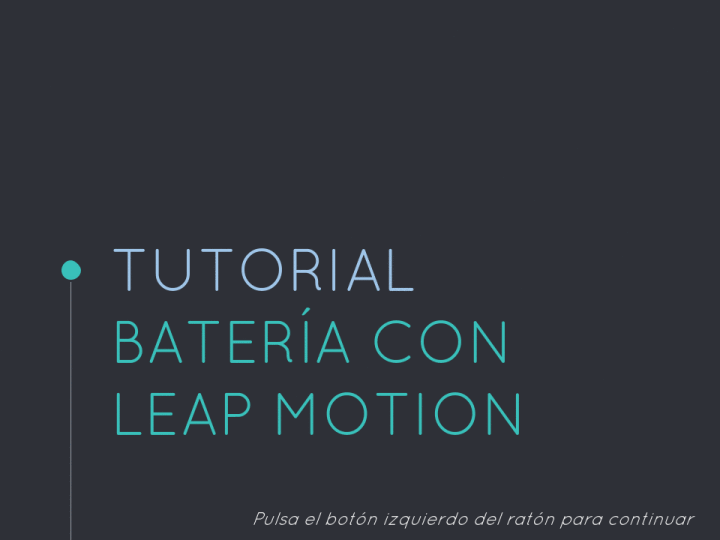 TUTORIAL
BATERÍA CON
LEAP MOTION
Pulsa el botón izquierdo del ratón para continuar